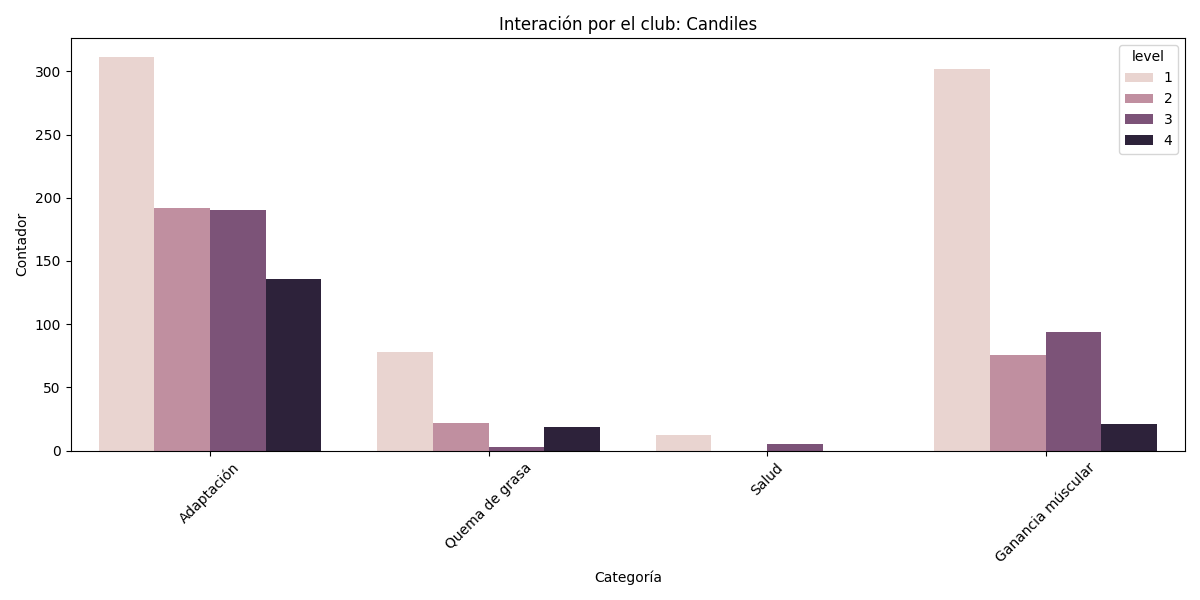 Interación por el club: Candiles
level
1
2
3
4
Contador
300
250
200
150
100
50
0
Adaptación
Quema de grasa
Salud
Ganancia múscular
Categoría